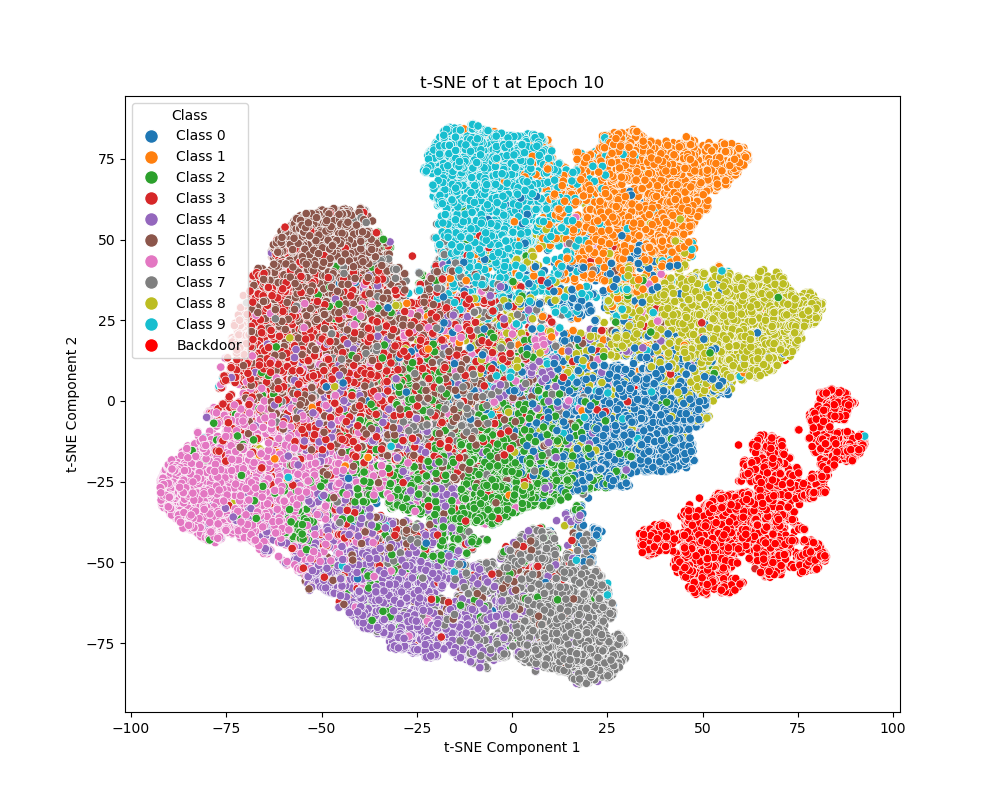 t-SNE of t at Epoch 10
Class
Class 0
Class 1
Class 2
Class 3
Class 4
Class 5
Class 6
Class 7
Class 8
Class 9
Backdoor
75
50
25
0
−25
−50
−75
t-SNE Component 2
−100 −75 −50 −25 0 25 50 75 100
t-SNE Component 1